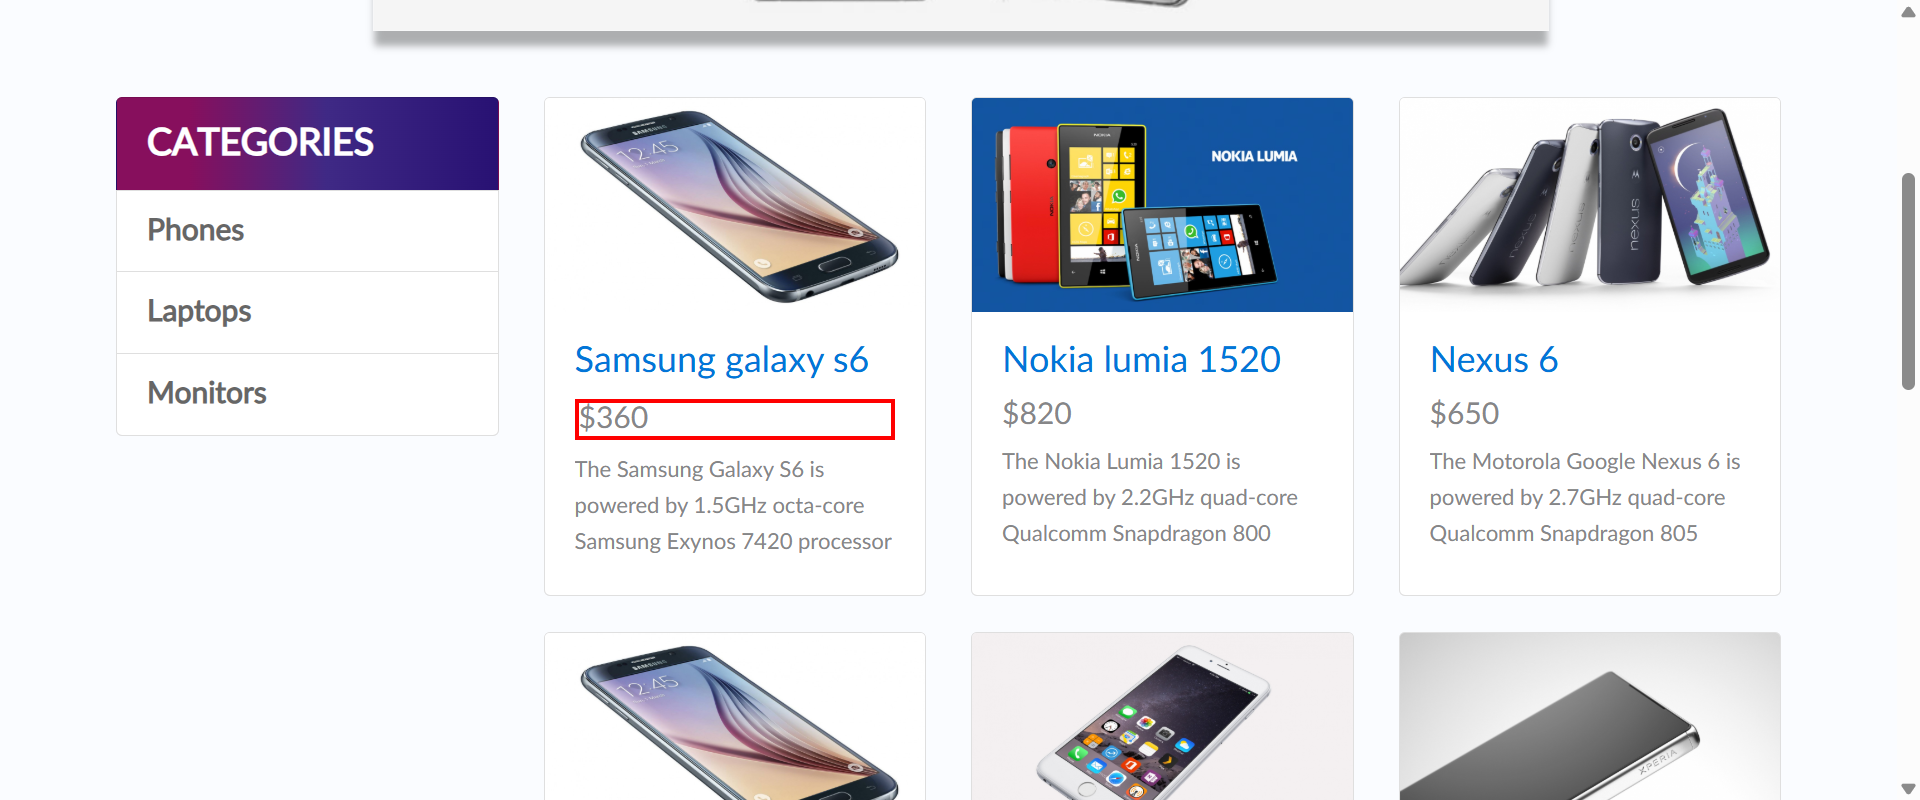 CATEGORIES
Phones
Laptops
Monitors
12:45
SAMSUNG
Samsung galaxy s6
$360
The Samsung Galaxy S6 is
powered by 1.5GHz octa-core
Samsung Exynos 7420 processor
NOKIA LUMIA
NOKIA
Nokia lumia 1520
$820
The Nokia Lumia 1520 is
powered by 2.2GHz quad-core
Qualcomm Snapdragon 800
nexus
Nexus 6
$650
The Motorola Google Nexus 6 is
powered by 2.7GHz quad-core
Qualcomm Snapdragon 805
SAMSUNG
12:45
XPERIA